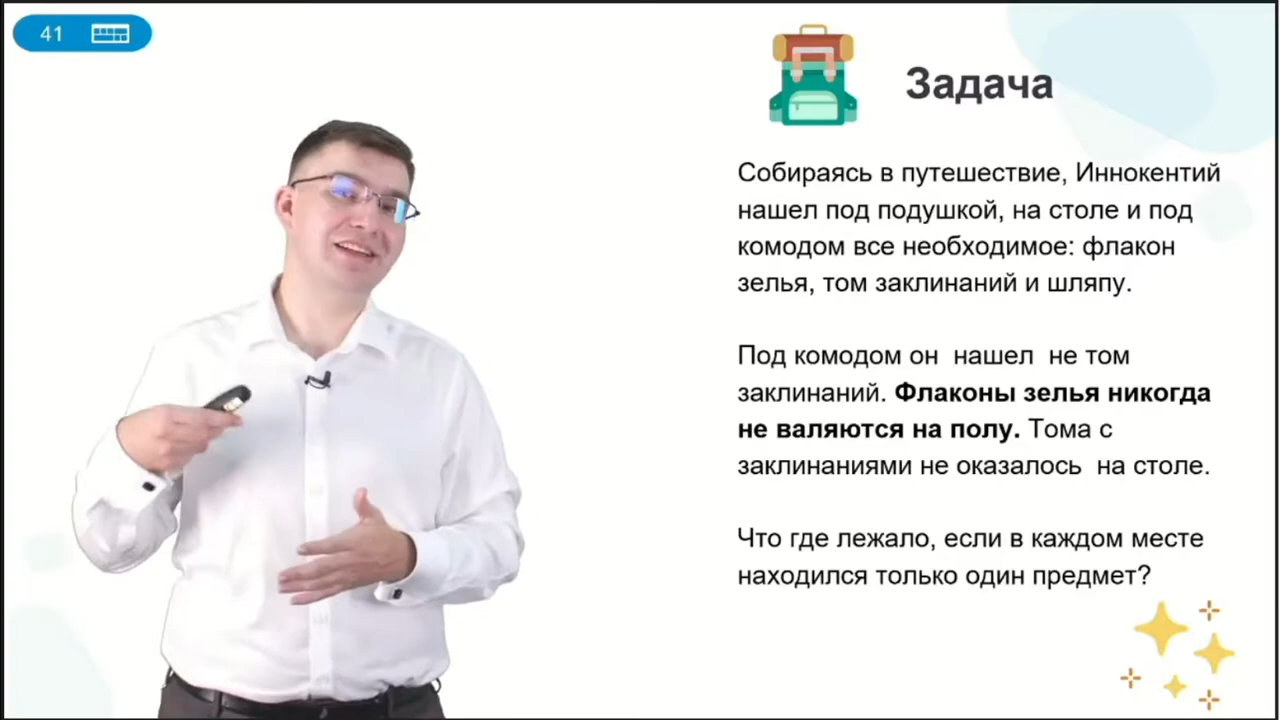 41
Задача
Собираясь в путешествие, Иннокентий
нашел под подушкой, на столе и под
комодом все необходимое: флакон
зелья, том заклинаний и шляпу.
Под комодом он нашел не том
заклинаний. Флаконы зелья никогда
не валяются на полу. Тома с
заклинаниями не оказалось на столе.
Что где лежало, если в каждом месте
находился только один предмет?